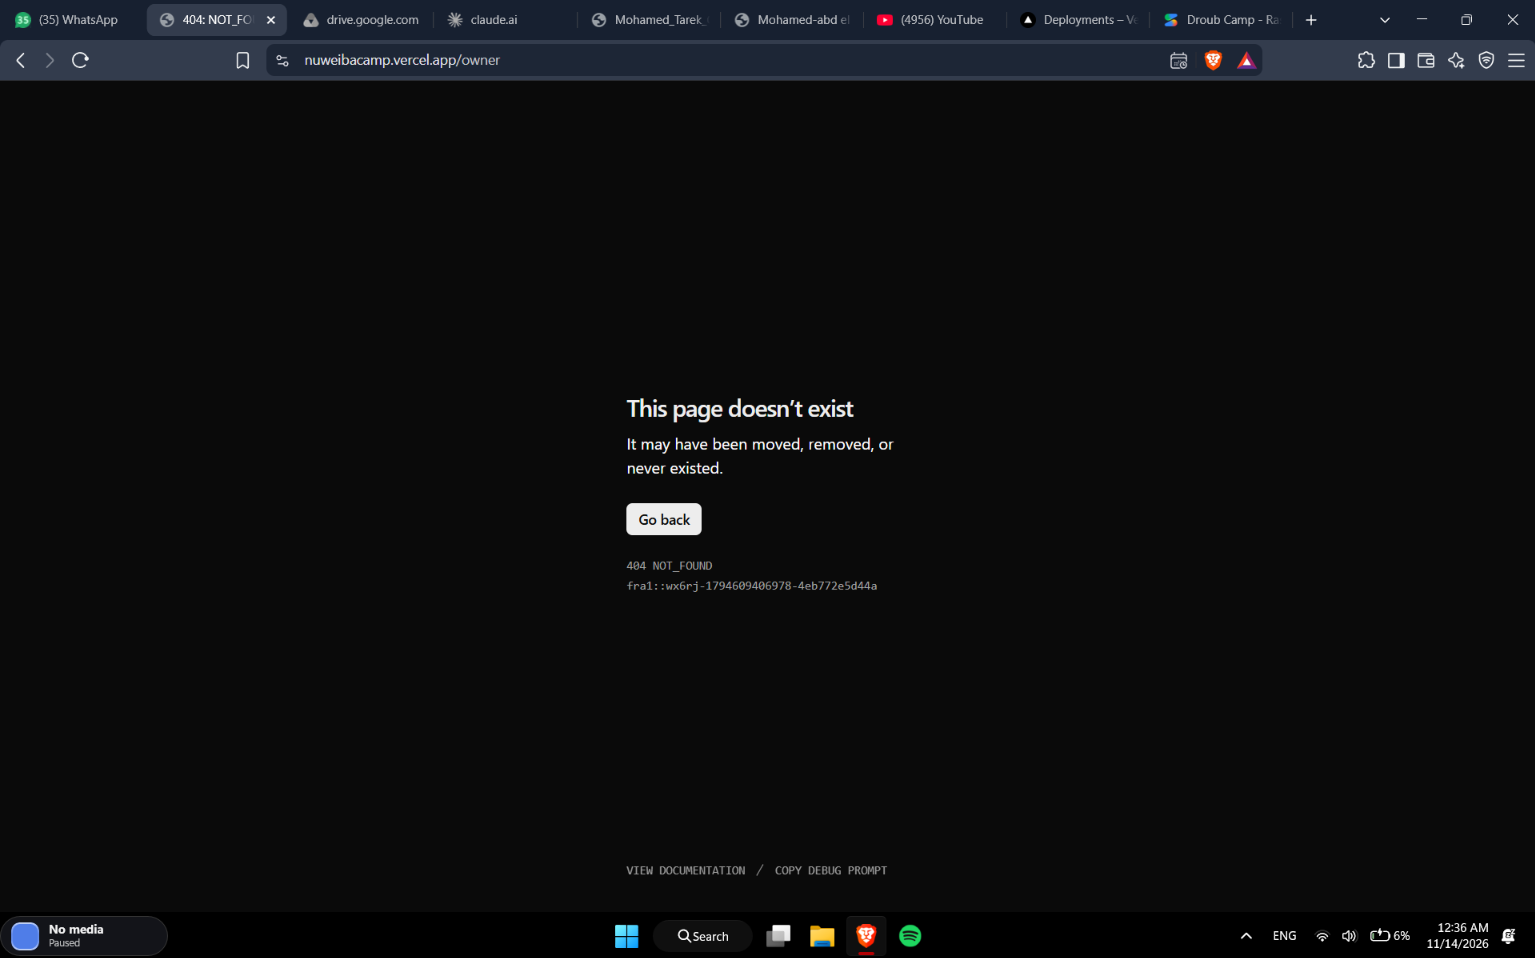 35
(35) WhatsApp
404: NOT_FO
drive.google.com
claude.ai
Mohamed_Tarek_
Mohamed-abd el
(4956) YouTube
Deployments – Ve
Droub Camp - Ra
nuweibacamp.vercel.app/owner
This page doesn’t exist
It may have been moved, removed, or
never existed.
Go back
404 NOT_FOUND
fra1::wx6rj-1794609406978-4eb772e5d44a
VIEW DOCUMENTATION / COPY DEBUG PROMPT
No media
Paused
Search
ENG
6%
12:36 AM
11/14/2026